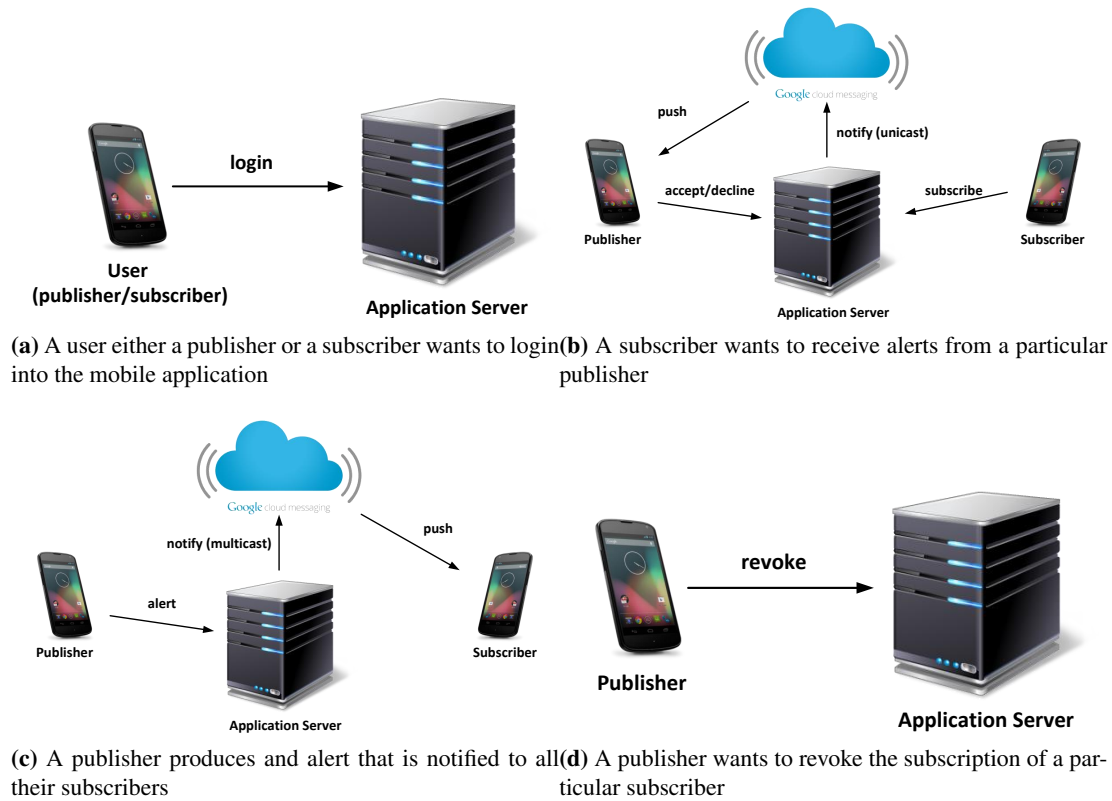 login
User
(publisher/subscriber)
Application Server
(a) A user either a publisher or a subscriber wants to login
into the mobile application
Google cloud messaging
push
notify (unicast)
accept/decline
subscribe
Publisher
Subscriber
Application Server
(b) A subscriber wants to receive alerts from a particular
publisher
Google cloud messaging
notify (multicast)
push
alert
Publisher
Subscriber
Application Server
(c) A publisher produces and alert that is notified to all
their subscribers
revoke
Publisher
Application Server
(d) A publisher wants to revoke the subscription of a par-
ticular subscriber